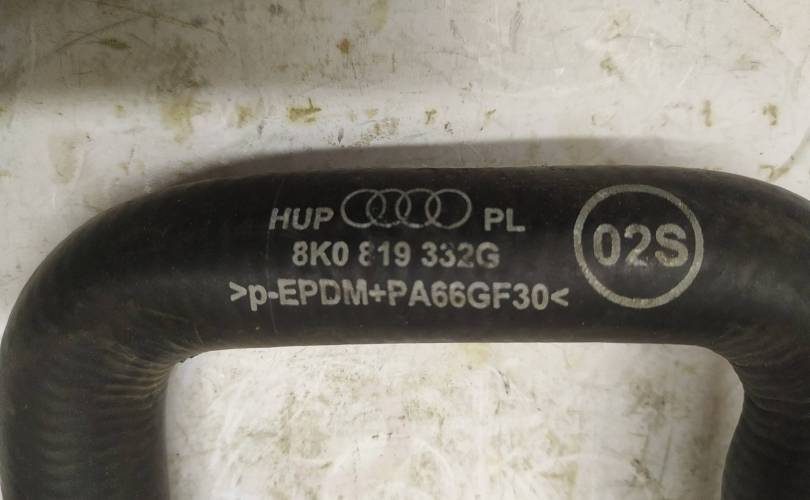 HUP PL
8K0 819 332G
>p-EPDM+PA66GF30<
02S